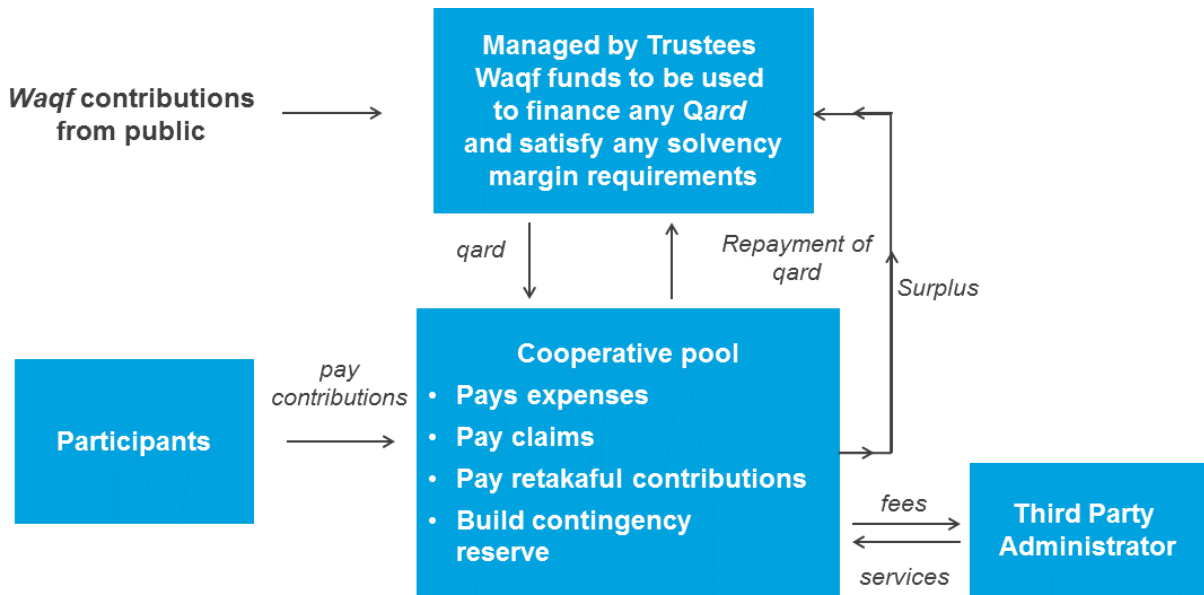 Managed by Trustees
Waqf funds to be used
to finance any Qard
and satisfy any solvency
margin requirements
Waqf contributions
from public
qard
Repayment of
qard
Surplus
Participants
pay
contributions
Cooperative pool
• Pays expenses
• Pay claims
• Pay retakaful contributions
• Build contingency
reserve
fees
services
Third Party
Administrator